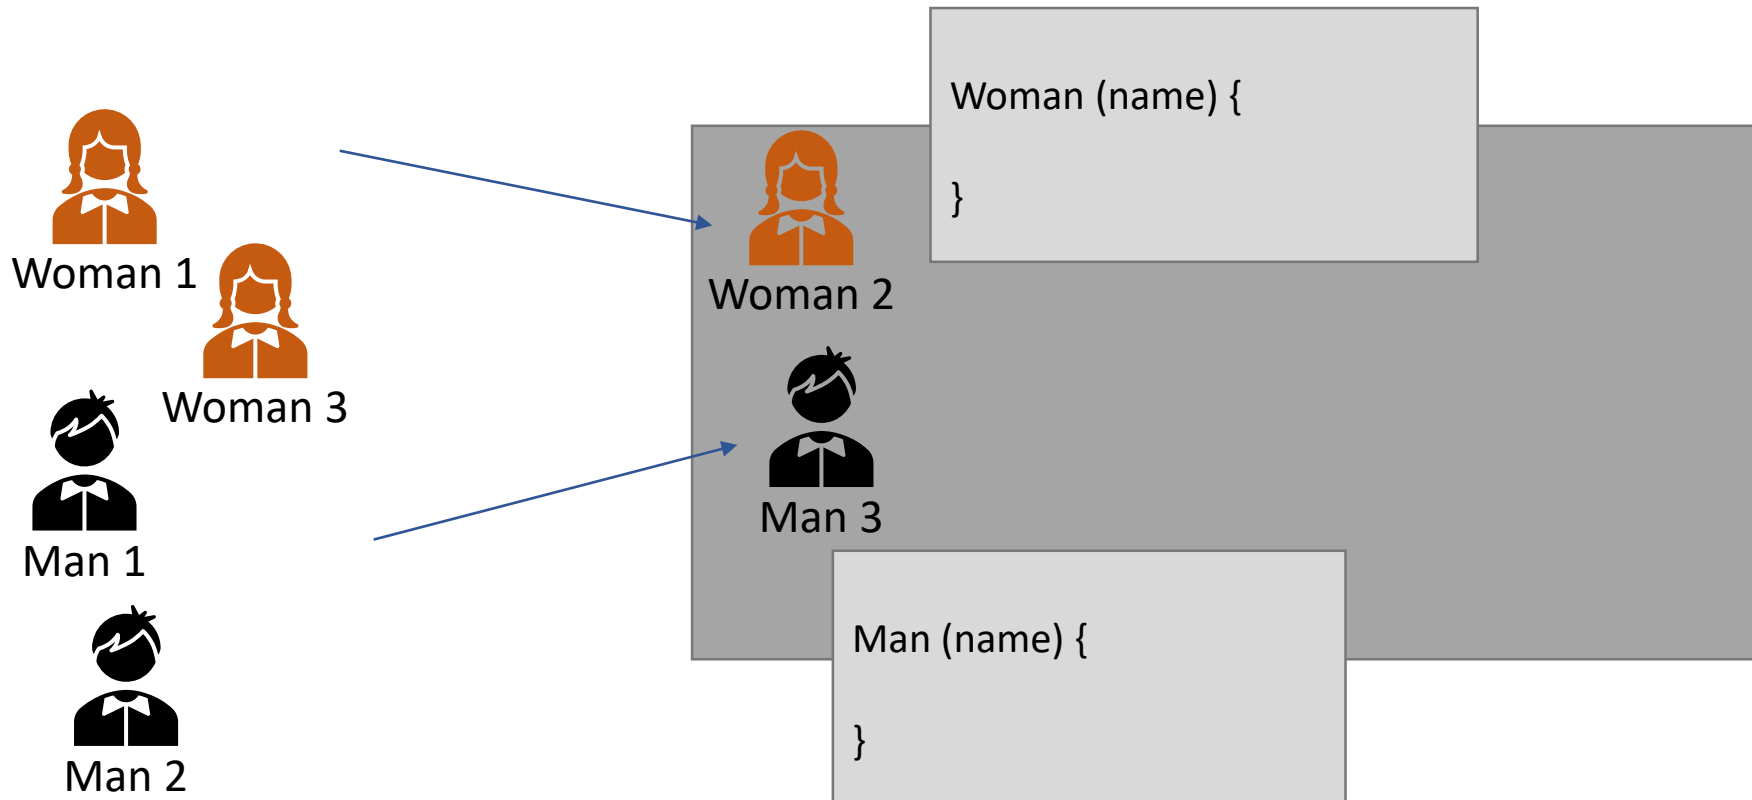 Woman (name) {
}
Woman 1
Woman 2
Woman 3
Man 3
Man 1
Man (name) {
}
Man 2